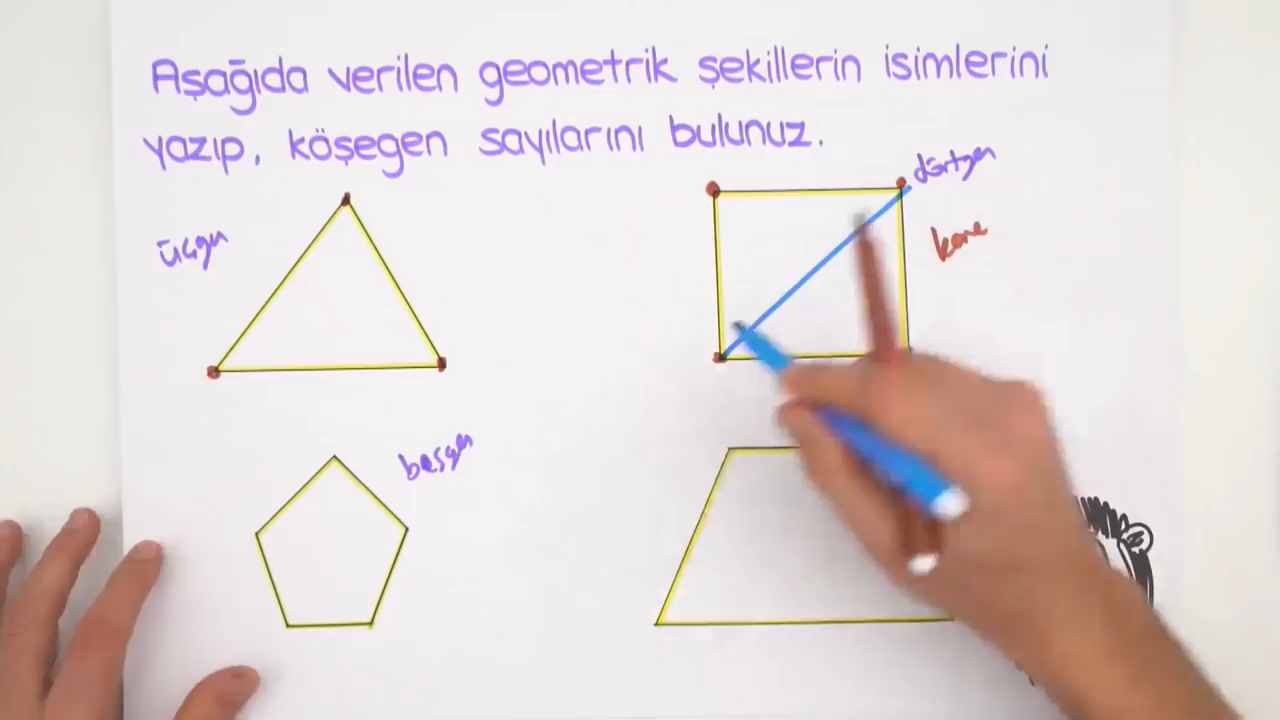 Aşağıda verilen geometrik şekillerin isimlerini
yazıp, köşegen sayılarını bulunuz.
dörtgen
üçgen
kare
beşgen